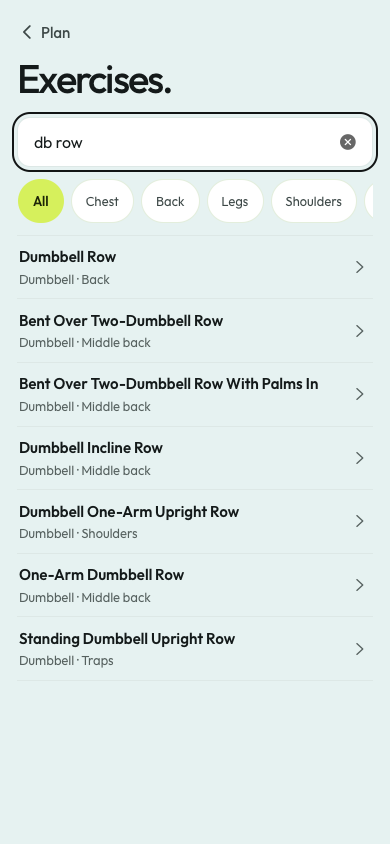 Plan
Exercises.
db row
All Chest Back Legs Shoulders
Dumbbell Row
Dumbbell · Back
Bent Over Two-Dumbbell Row
Dumbbell · Middle back
Bent Over Two-Dumbbell Row With Palms In
Dumbbell · Middle back
Dumbbell Incline Row
Dumbbell · Middle back
Dumbbell One-Arm Upright Row
Dumbbell · Shoulders
One-Arm Dumbbell Row
Dumbbell · Middle back
Standing Dumbbell Upright Row
Dumbbell · Traps